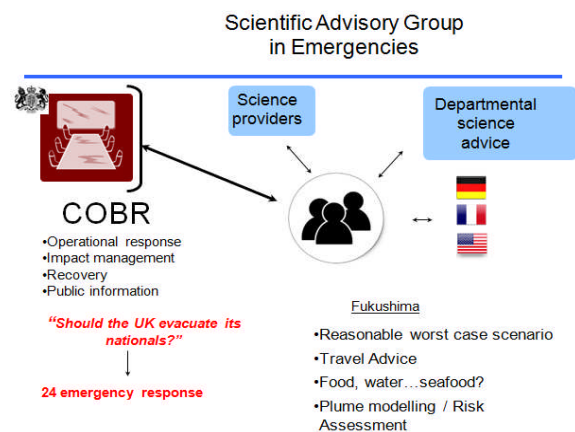 Scientific Advisory Group
in Emergencies
Science
providers
Departmental
science
advice
COBR
•Operational response
•Impact management
•Recovery
•Public information
“Should the UK evacuate its
nationals?”
24 emergency response
Fukushima
•Reasonable worst case scenario
•Travel Advice
•Food, water…seafood?
•Plume modelling / Risk
Assessment